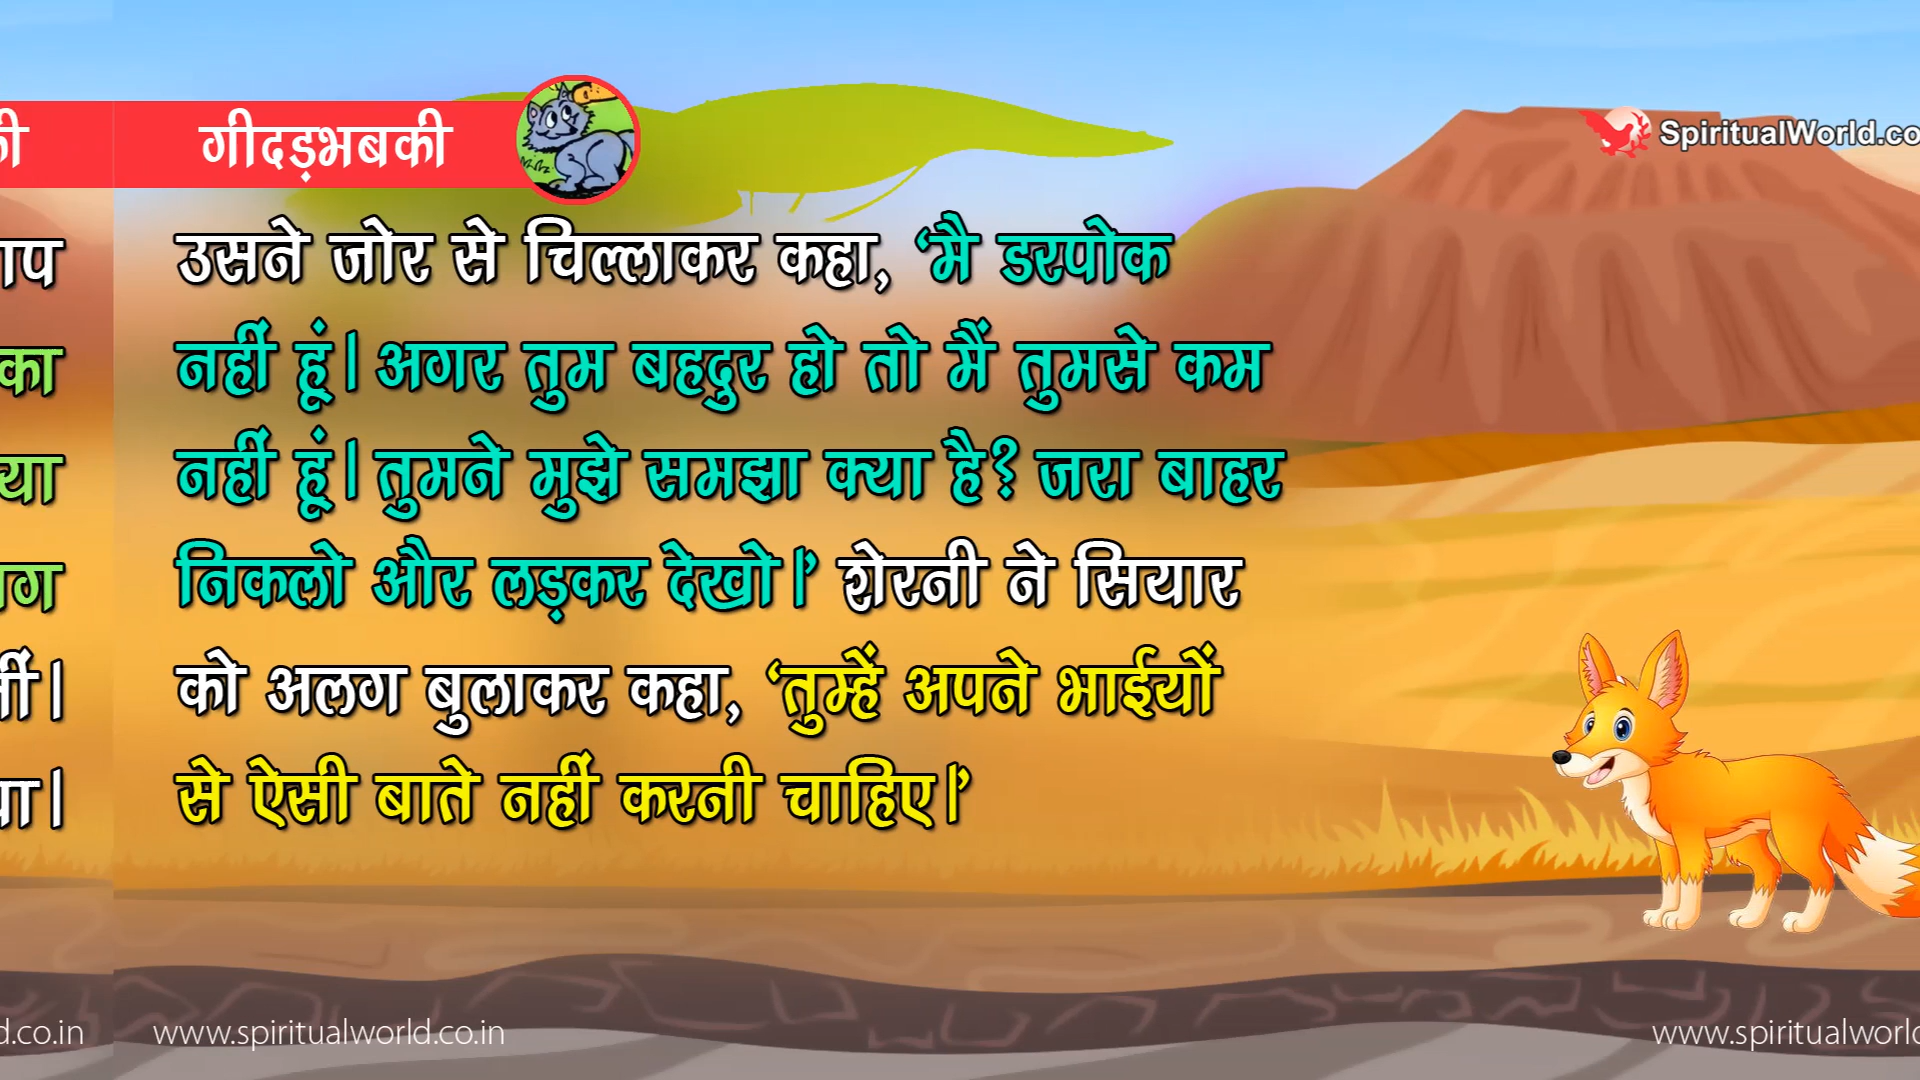 गीदड़भबकी
SpiritualWorld.co
उसने जोर से चिल्लाकर कहा, ‘मै डरपोक
नहीं हूं। अगर तुम बहदुर हो तो मैं तुमसे कम
नहीं हूं। तुमने मुझे समझा क्या है? जरा बाहर
निकलो और लड़कर देखो।’ शेरनी ने सियार
को अलग बुलाकर कहा, ‘तुम्हें अपने भाईयों
से ऐसी बाते नहीं करनी चाहिए।’
d.co.in
www.spiritualworld.co.in
www.spiritualworld